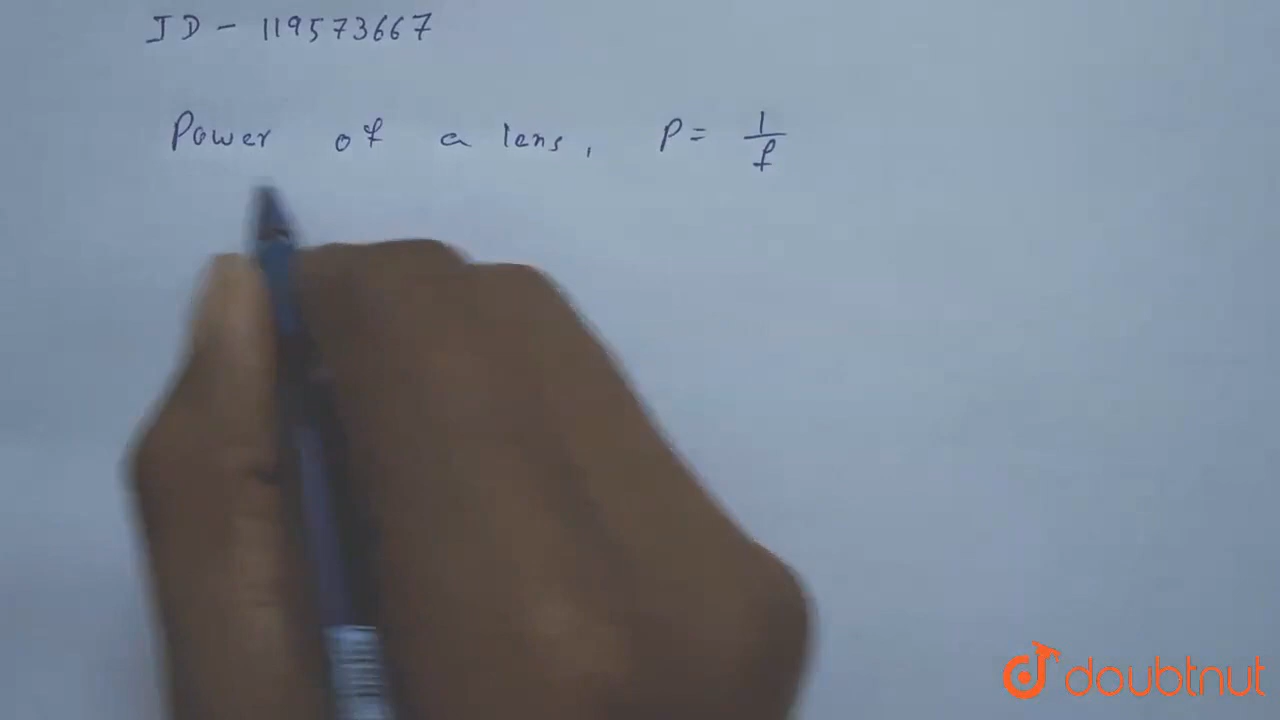 ID - 119573667
Power of a lens, P = 1/f
doubtnut